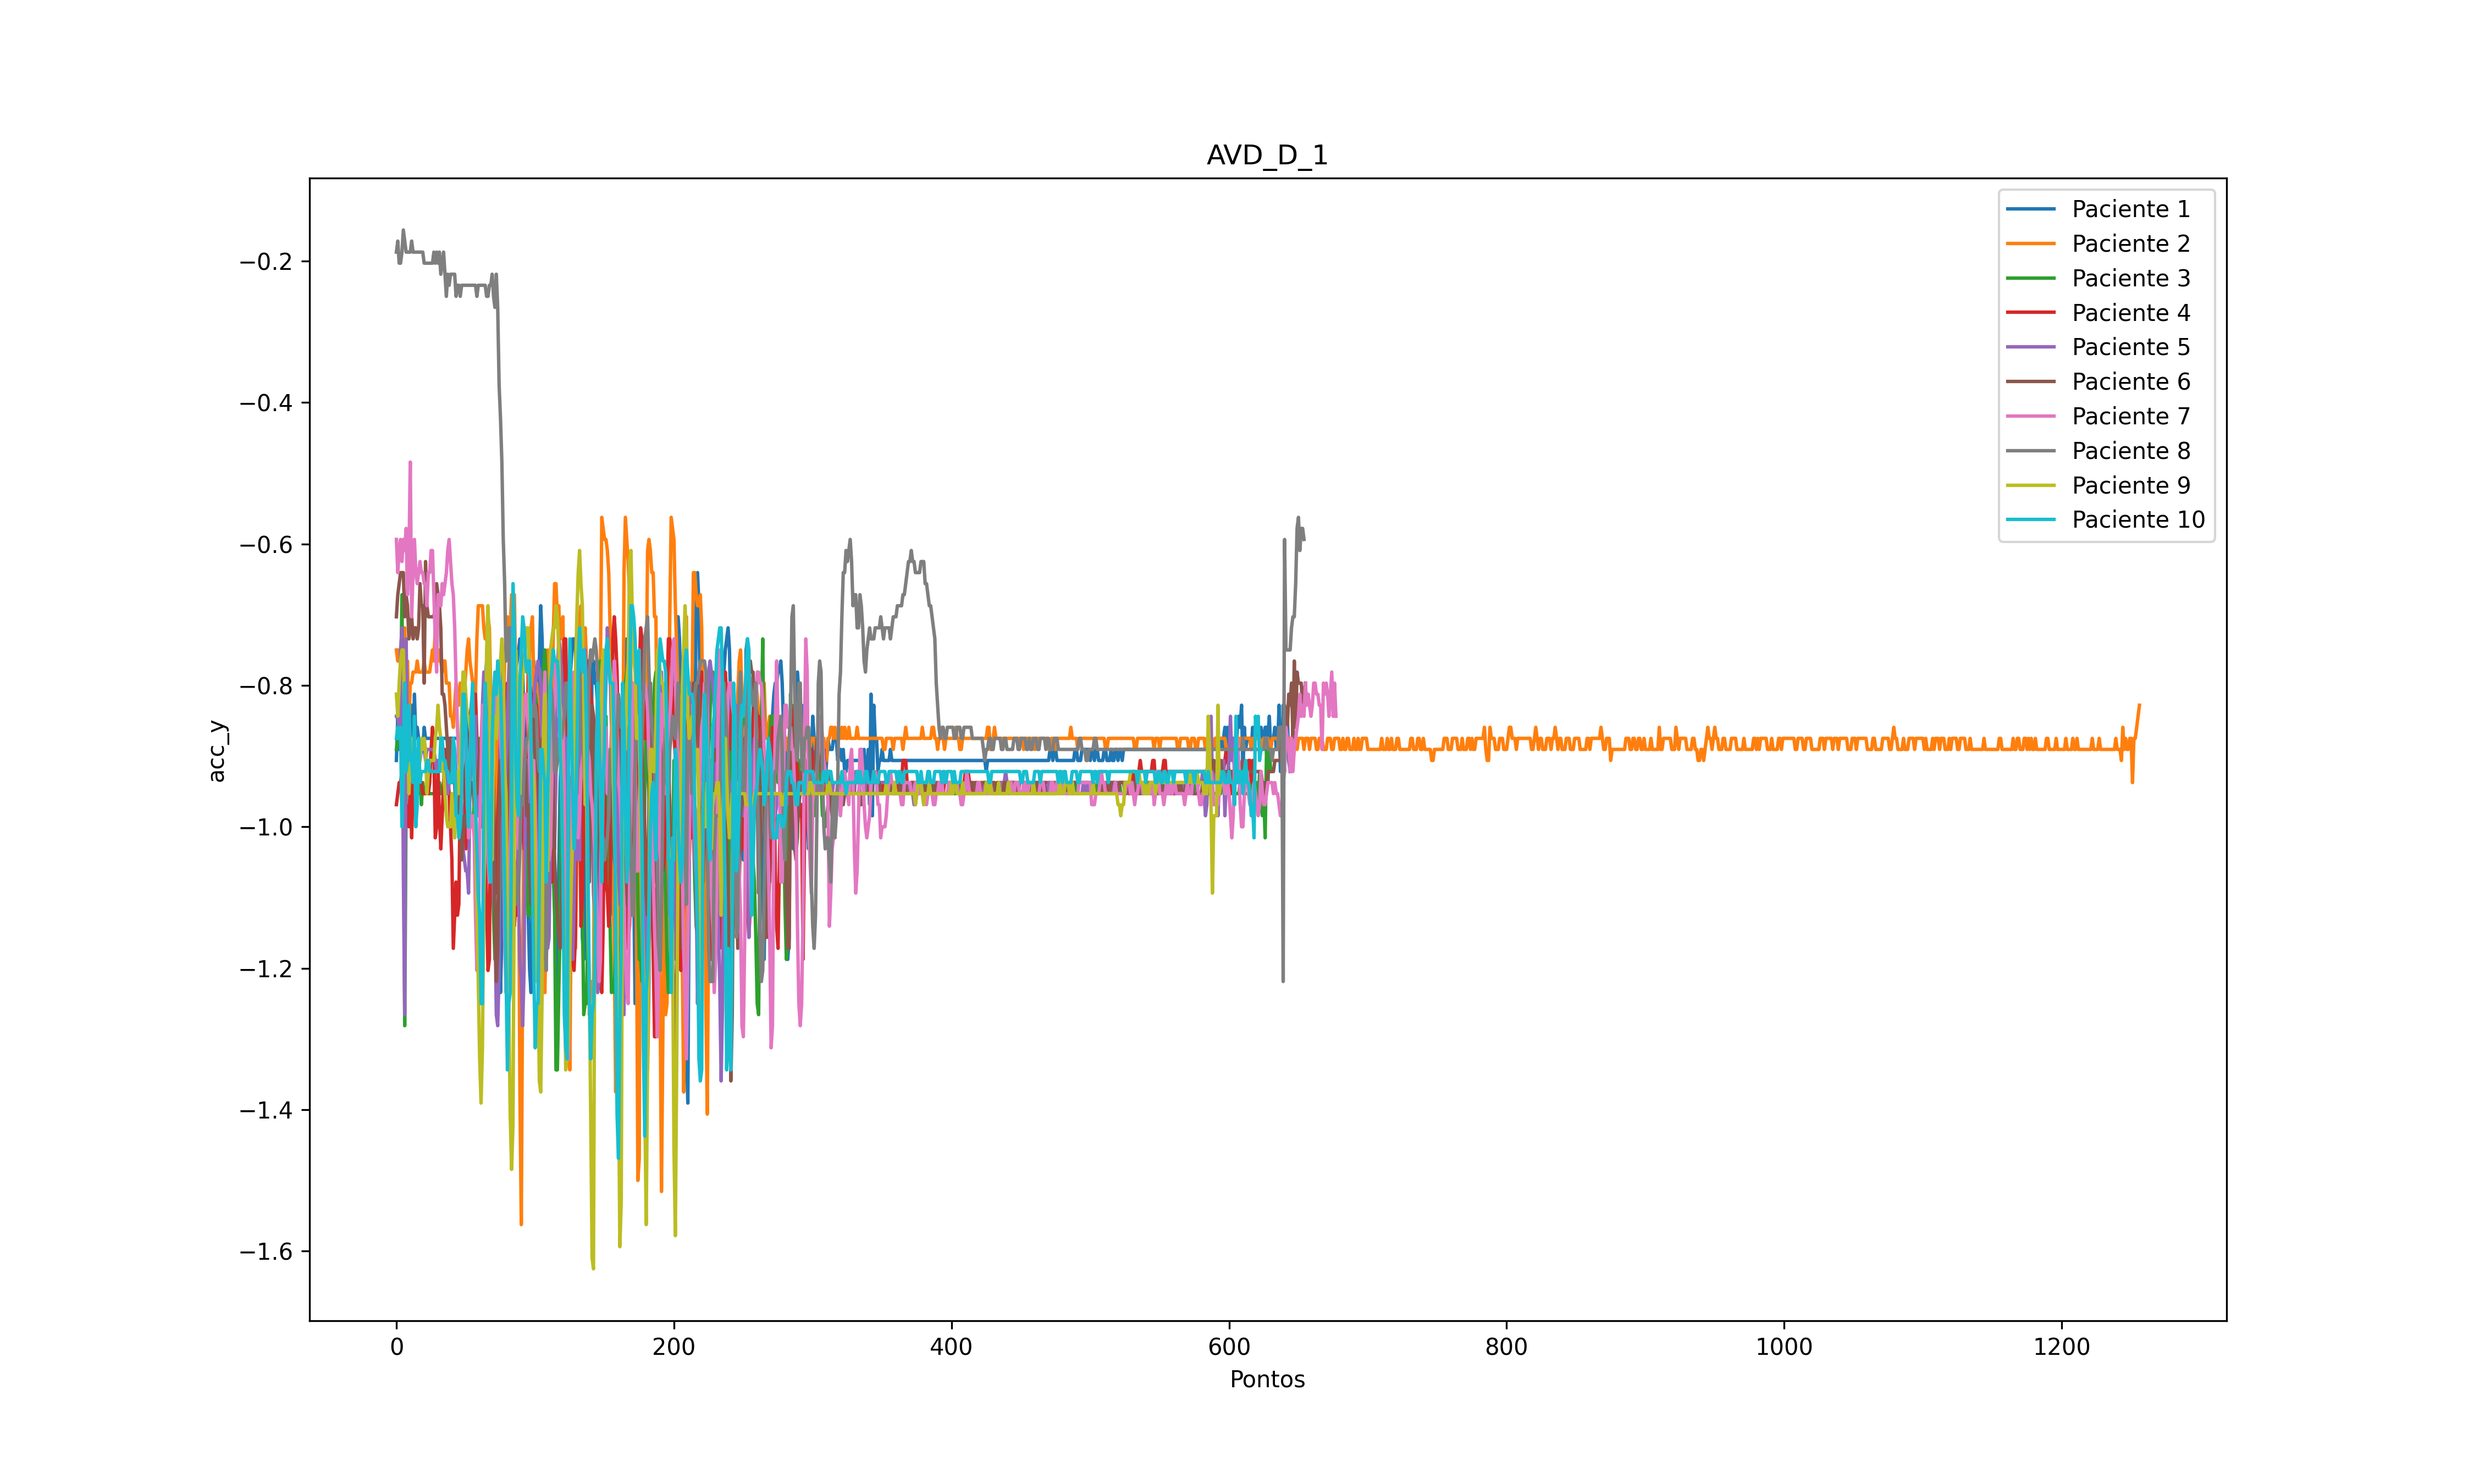 AVD_D_1
Paciente 1
Paciente 2
Paciente 3
Paciente 4
Paciente 5
Paciente 6
Paciente 7
Paciente 8
Paciente 9
Paciente 10
acc_y
−0.2
−0.4
−0.6
−0.8
−1.0
−1.2
−1.4
−1.6
0
200
400
600
800
1000
1200
Pontos